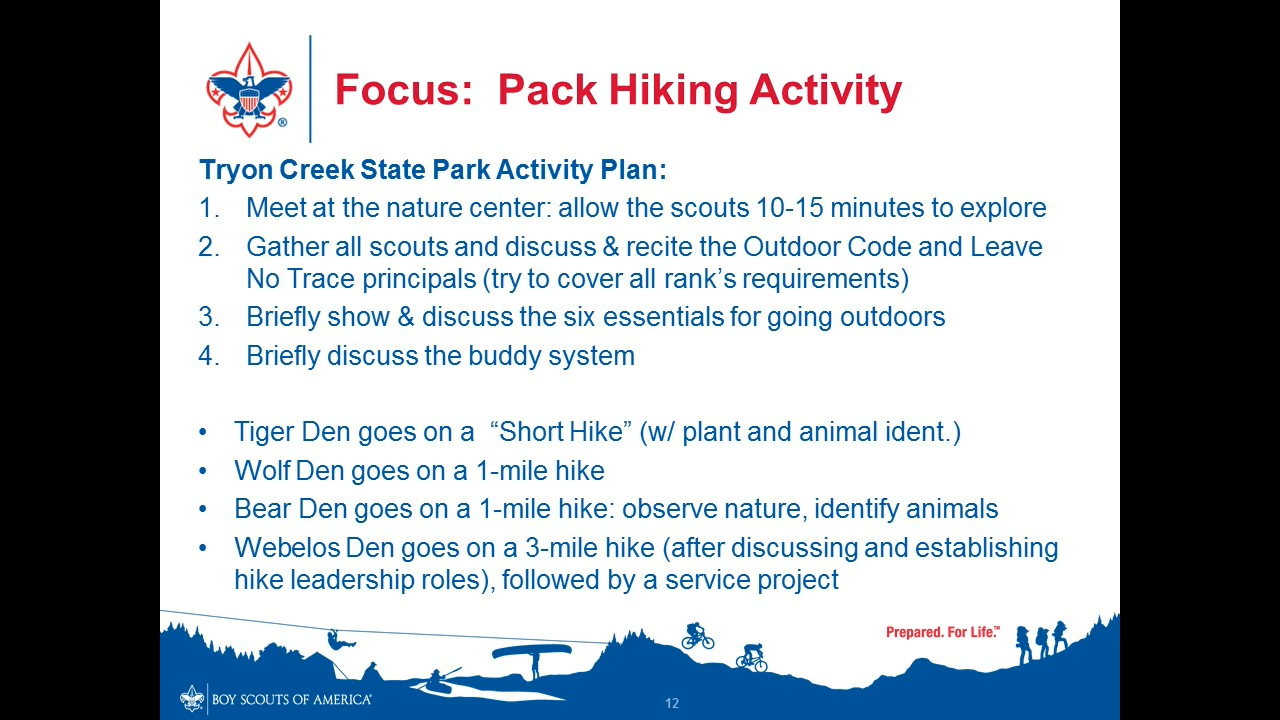 Focus:  Pack Hiking Activity
Tryon Creek State Park Activity Plan:
1. Meet at the nature center: allow the scouts 10-15 minutes to explore
2. Gather all scouts and discuss & recite the Outdoor Code and Leave
No Trace principals (try to cover all rank’s requirements)
3. Briefly show & discuss the six essentials for going outdoors
4. Briefly discuss the buddy system
• Tiger Den goes on a  “Short Hike” (w/ plant and animal ident.)
• Wolf Den goes on a 1-mile hike
• Bear Den goes on a 1-mile hike: observe nature, identify animals
• Webelos Den goes on a 3-mile hike (after discussing and establishing
hike leadership roles), followed by a service project
Prepared. For Life.™
BOY SCOUTS OF AMERICA®
12